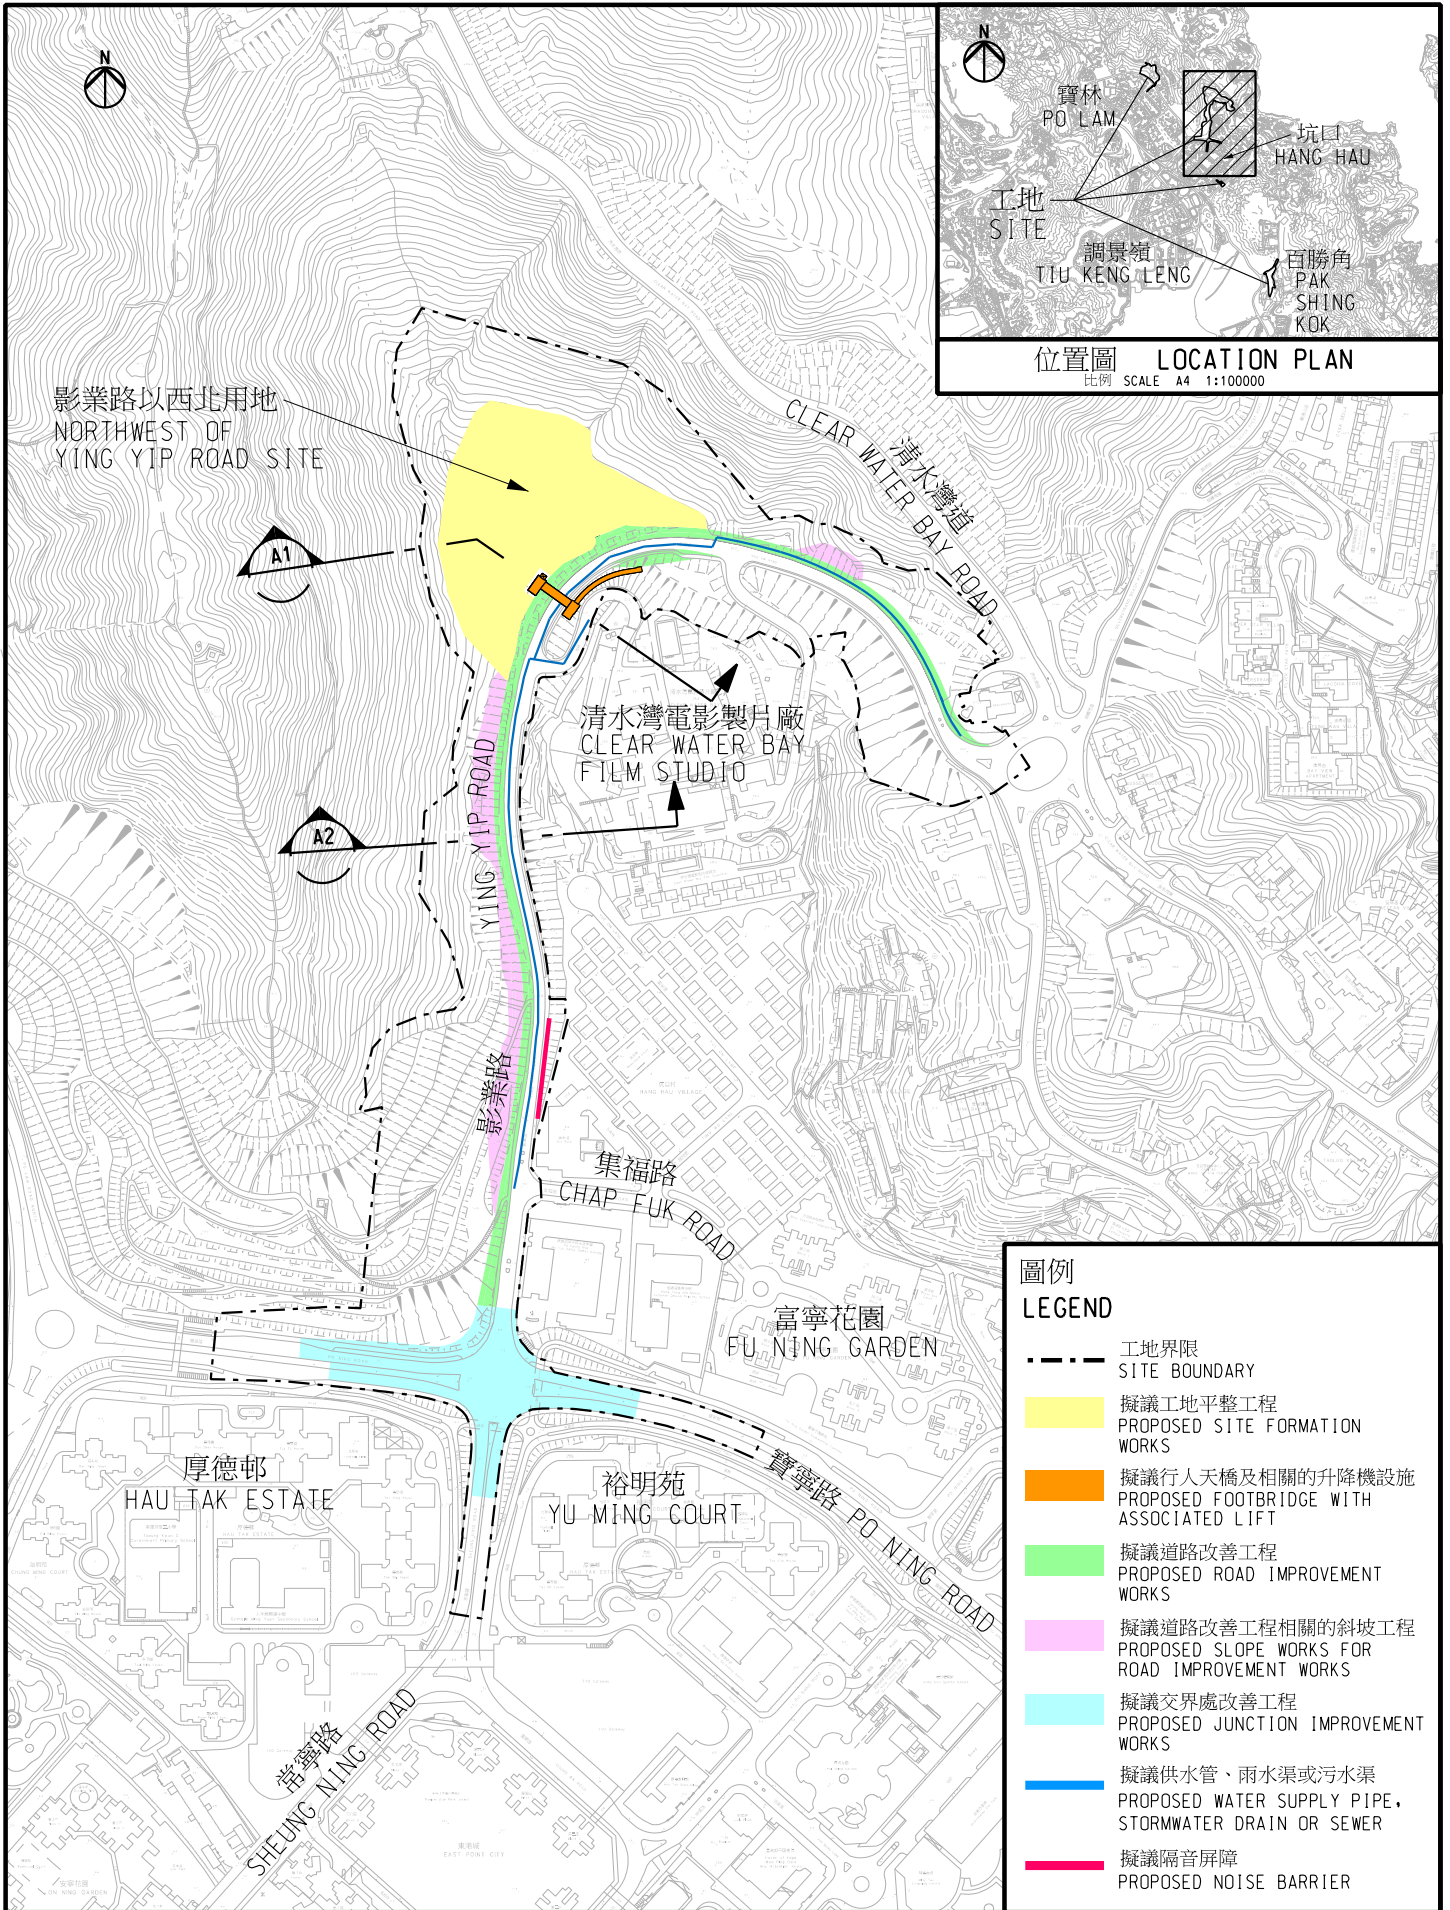 N
N
寶林
PO LAM
坑口
HANG HAU
工地
SITE
調景嶺
TIU KENG LENG
百勝角
PAK
SHING
KOK
位置圖 LOCATION PLAN
比例 SCALE A4 1:100000
影業路以西北用地
NORTHWEST OF
YING YIP ROAD SITE
清水灣道
CLEAR WATER BAY ROAD
A1
清水灣電影製片廠
CLEAR WATER BAY
FILM STUDIO
A2
YING YIP ROAD
影業路
HANG HAU VILLAGE
集福路
CHAP FUK ROAD
富寧花園
FU NING GARDEN
厚德邨
HAU TAK ESTATE
裕明苑
YU MING COURT
寶寧路 PO NING ROAD
常寧路
SHEUNG NING ROAD
東港城
EAST POINT CITY
圖例
LEGEND
工地界限
SITE BOUNDARY
擬議工地平整工程
PROPOSED SITE FORMATION
WORKS
擬議行人天橋及相關的升降機設施
PROPOSED FOOTBRIDGE WITH
ASSOCIATED LIFT
擬議道路改善工程
PROPOSED ROAD IMPROVEMENT
WORKS
擬議道路改善工程相關的斜坡工程
PROPOSED SLOPE WORKS FOR
ROAD IMPROVEMENT WORKS
擬議交界處改善工程
PROPOSED JUNCTION IMPROVEMENT
WORKS
擬議供水管、雨水渠或污水渠
PROPOSED WATER SUPPLY PIPE,
STORMWATER DRAIN OR SEWER
擬議隔音屏障
PROPOSED NOISE BARRIER